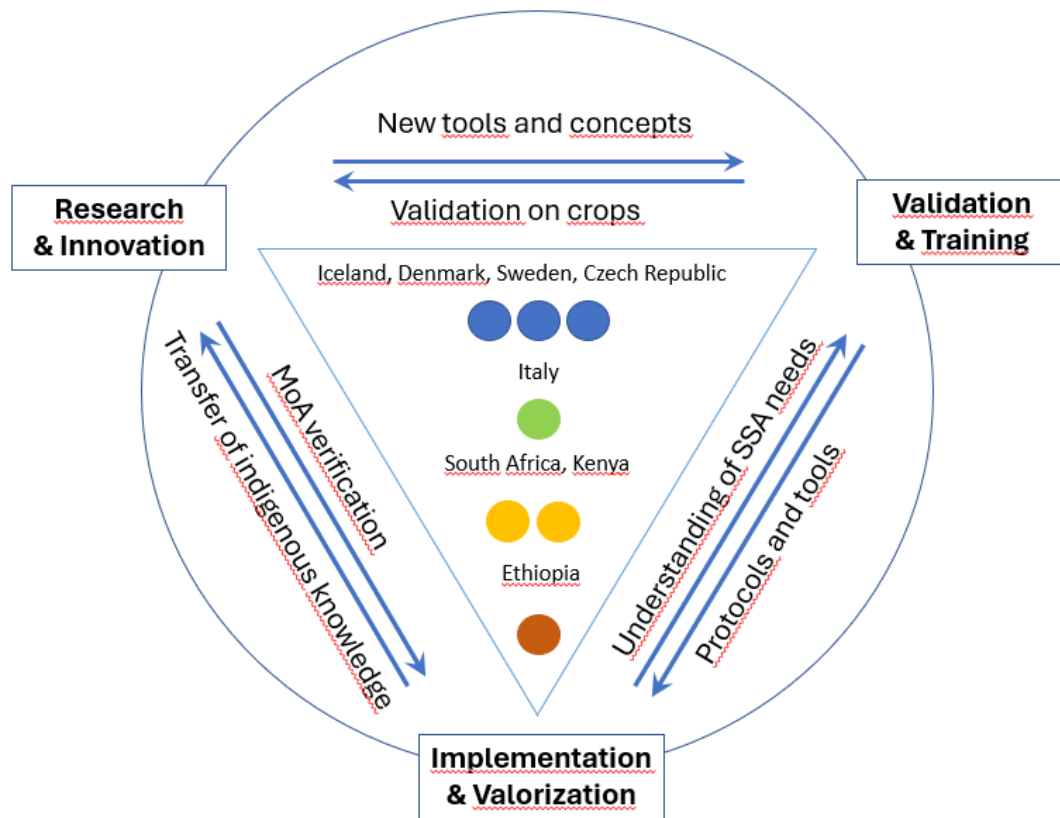 New tools and concepts
Validation on crops
Research
& Innovation
Validation
& Training
Iceland, Denmark, Sweden, Czech Republic
Italy
South Africa, Kenya
Ethiopia
Transfer of indigenous knowledge
MoA verification
Understanding of SSA needs
Protocols and tools
Implementation
& Valorization